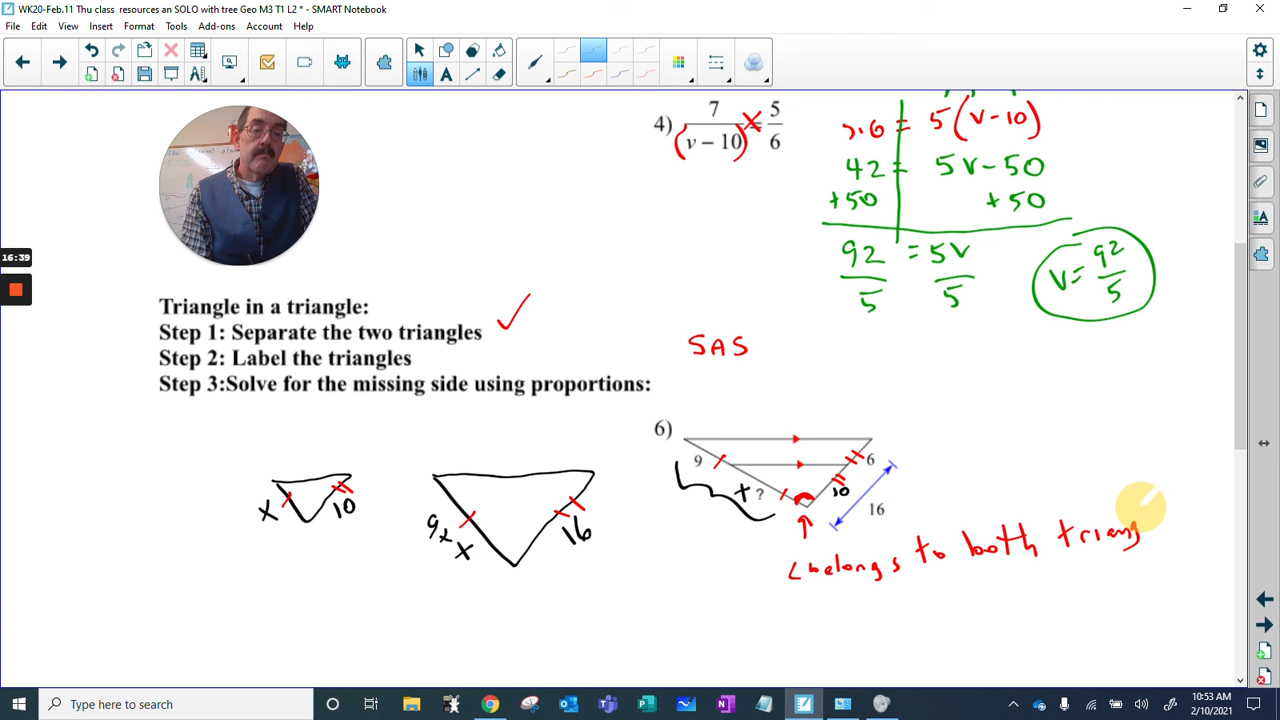 WK20-Feb.11 Thu class resources an SOLO with tree Geo M3 T1 L2 * - SMART Notebook
File Edit View Insert Format Tools Add-ons Account Help
4) 7 / (v – 10) = 5 / 6
7.6 = 5(v-10)
42 = 5v-50
+50 +50
92 = 5v
5 5
v = 92/5
16:39
Triangle in a triangle:
Step 1: Separate the two triangles
Step 2: Label the triangles
Step 3:Solve for the missing side using proportions:
SAS
6)
9 6
x ? 10
16
x 10
9+x 16
<belongs to both triang
Type here to search
10:53 AM
2/10/2021